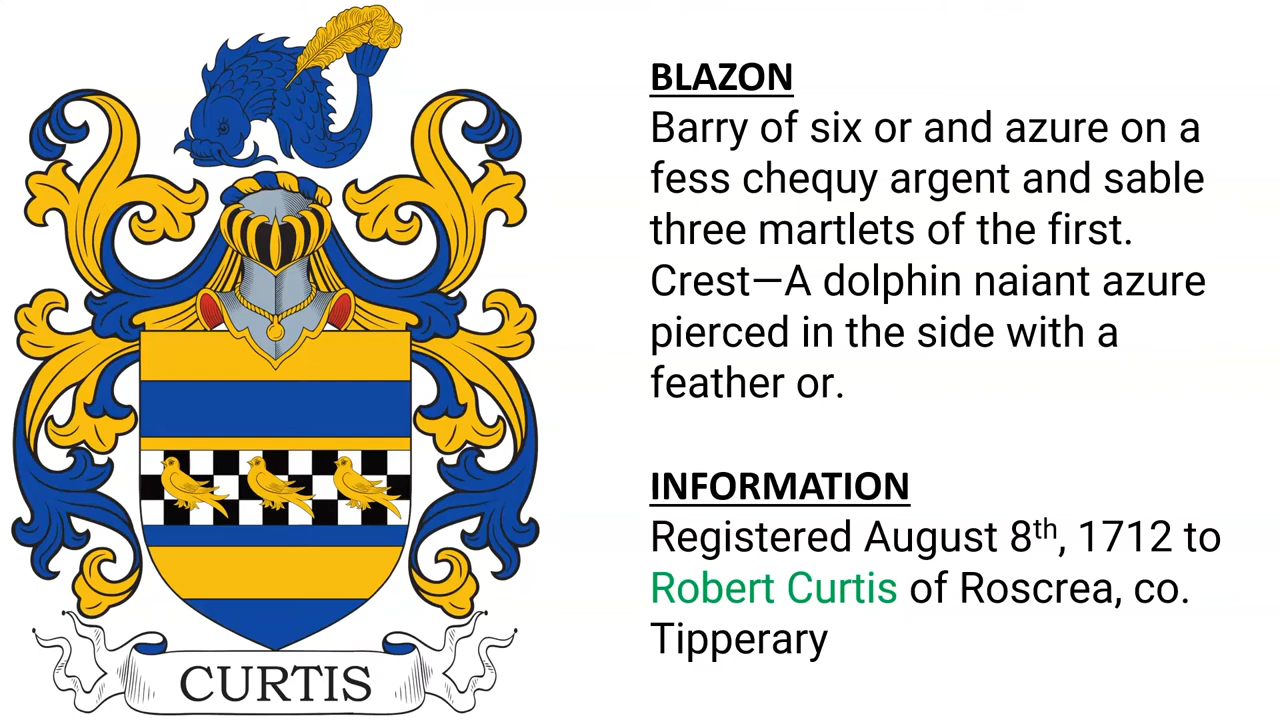 CURTIS
BLAZON
Barry of six or and azure on a
fess chequy argent and sable
three martlets of the first.
Crest—A dolphin naiant azure
pierced in the side with a
feather or.
INFORMATION
Registered August 8th, 1712 to
Robert Curtis of Roscrea, co.
Tipperary